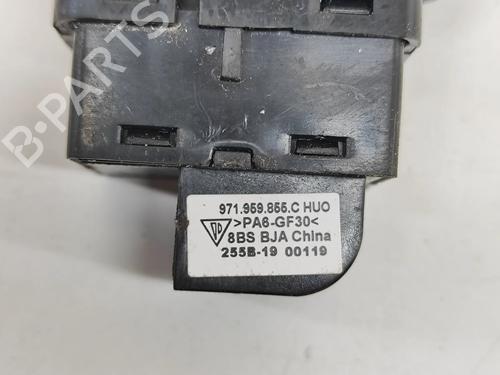 B-PARTS
971.959.855.C HUO
>PA6-GF30<
8BS BJA China
255B-19 00119